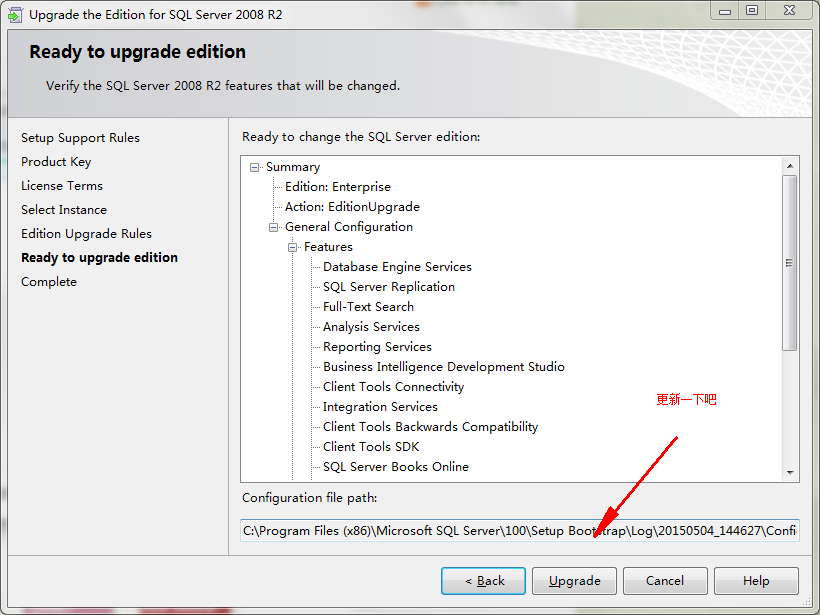 Upgrade the Edition for SQL Server 2008 R2
Ready to upgrade edition
Verify the SQL Server 2008 R2 features that will be changed.
Setup Support Rules
Product Key
License Terms
Select Instance
Edition Upgrade Rules
Ready to upgrade edition
Complete
Ready to change the SQL Server edition:
Summary
Edition: Enterprise
Action: EditionUpgrade
General Configuration
Features
Database Engine Services
SQL Server Replication
Full-Text Search
Analysis Services
Reporting Services
Business Intelligence Development Studio
Client Tools Connectivity
Integration Services
Client Tools Backwards Compatibility
Client Tools SDK
SQL Server Books Online
更新一下吧
Configuration file path:
C:\Program Files (x86)\Microsoft SQL Server\100\Setup Bootstrap\Log\20150504_144627\Confi
< Back
Upgrade
Cancel
Help